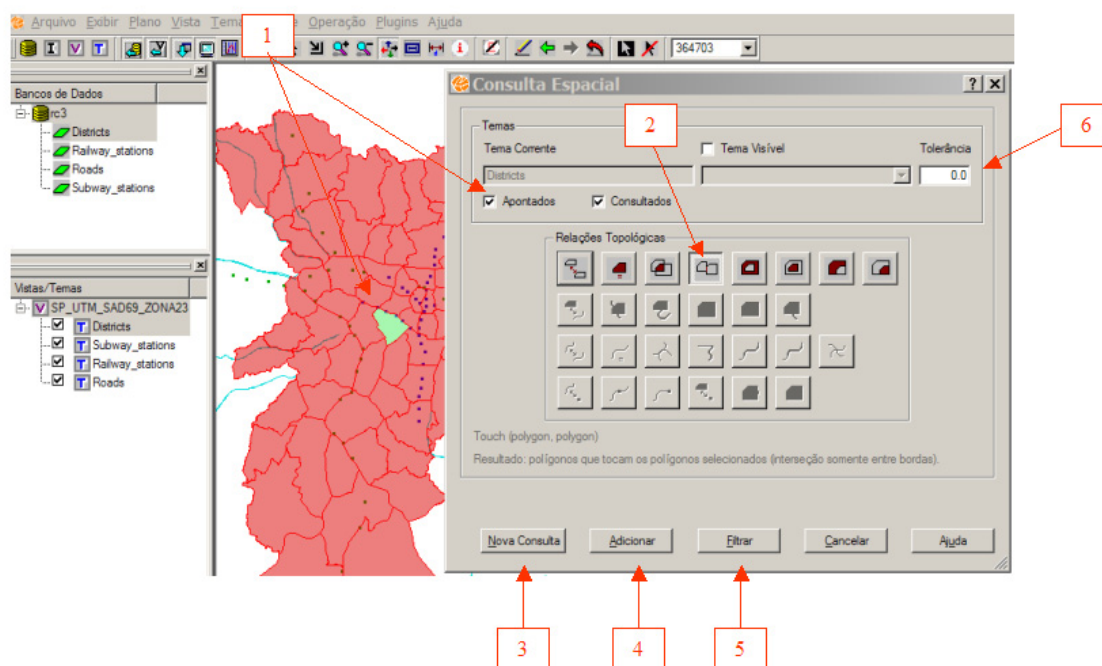 Arquivo Exibir Plano Vista Tema Operação Plugins Ajuda
1
I V T
364703
Bancos de Dados
rc3
Districts
Railway_stations
Roads
Subway_stations
Vistas/Temas
V SP_UTM_SAD69_ZONA23
T Districts
T Subway_stations
T Railway_stations
T Roads
Consulta Espacial
2
6
Temas
Tema Corrente
Tema Visível
Tolerância
Districts
0.0
Apontados
Consultados
Relações Topológicas
Touch (polygon, polygon)
Resultado: polígonos que tocam os polígonos selecionados (interseção somente entre bordas).
Nova Consulta
Adicionar
Filtrar
Cancelar
Ajuda
3
4
5